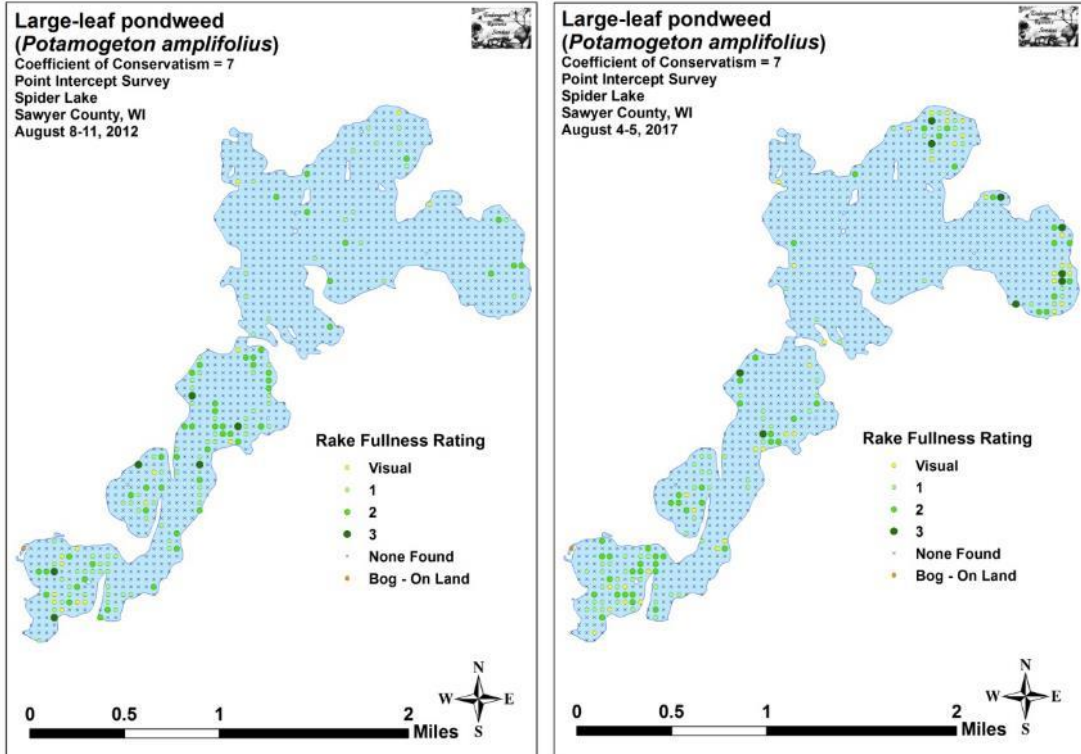 Large-leaf pondweed
(Potamogeton amplifolius)
Coefficient of Conservatism = 7
Point Intercept Survey
Spider Lake
Sawyer County, WI
August 8-11, 2012
Endangered
Resource
Services
Rake Fullness Rating
Visual
1
2
3
None Found
Bog - On Land
N
W E
S
0 0.5 1 2
Miles
Large-leaf pondweed
(Potamogeton amplifolius)
Coefficient of Conservatism = 7
Point Intercept Survey
Spider Lake
Sawyer County, WI
August 4-5, 2017
Rake Fullness Rating
Visual
1
2
3
None Found
Bog - On Land
N
W E
S
0 0.5 1 2
Miles